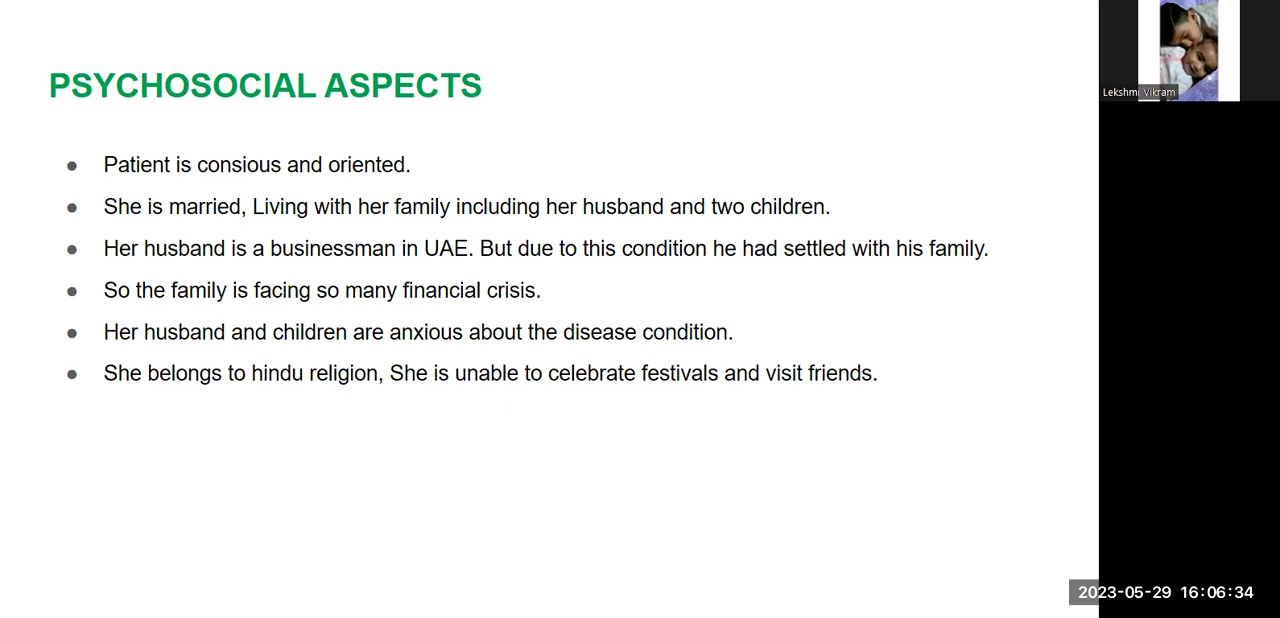 PSYCHOSOCIAL ASPECTS
● Patient is consious and oriented.
● She is married, Living with her family including her husband and two children.
● Her husband is a businessman in UAE. But due to this condition he had settled with his family.
● So the family is facing so many financial crisis.
● Her husband and children are anxious about the disease condition.
● She belongs to hindu religion, She is unable to celebrate festivals and visit friends.
Lekshmi Vikram
2023-05-29 16:06:34